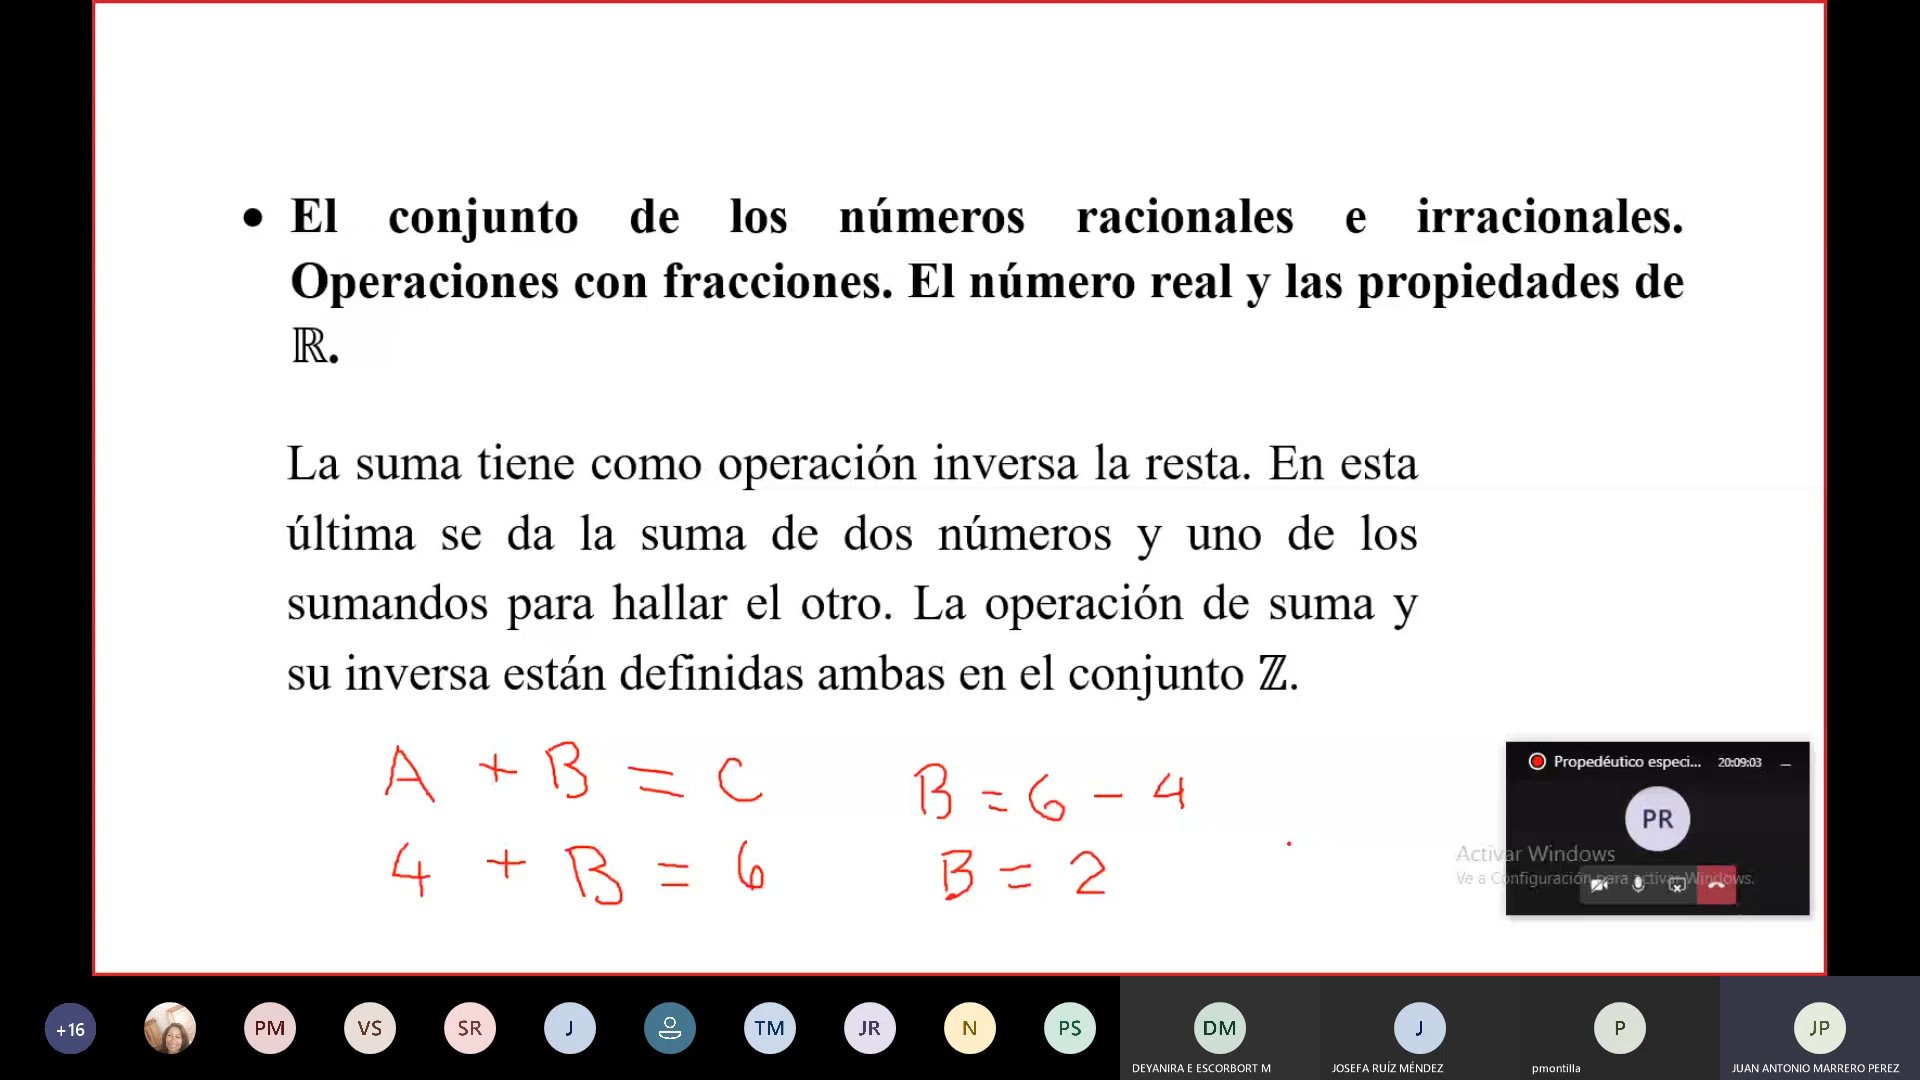 • El conjunto de los números racionales e irracionales.
Operaciones con fracciones. El número real y las propiedades de
ℝ.
La suma tiene como operación inversa la resta. En esta
última se da la suma de dos números y uno de los
sumandos para hallar el otro. La operación de suma y
su inversa están definidas ambas en el conjunto ℤ.
A + B = C
4 + B = 6
B = 6 - 4
B = 2
Propedéutico especi... 20:09:03
PR
Activar Windows
Ve a Configuración para activar Windows.
+16
PM
VS
SR
J
TM
JR
N
PS
DM
DEYANIRA E ESCORBORT M
J
JOSEFA RUÍZ MÉNDEZ
P
pmontilla
JP
JUAN ANTONIO MARRERO PEREZ